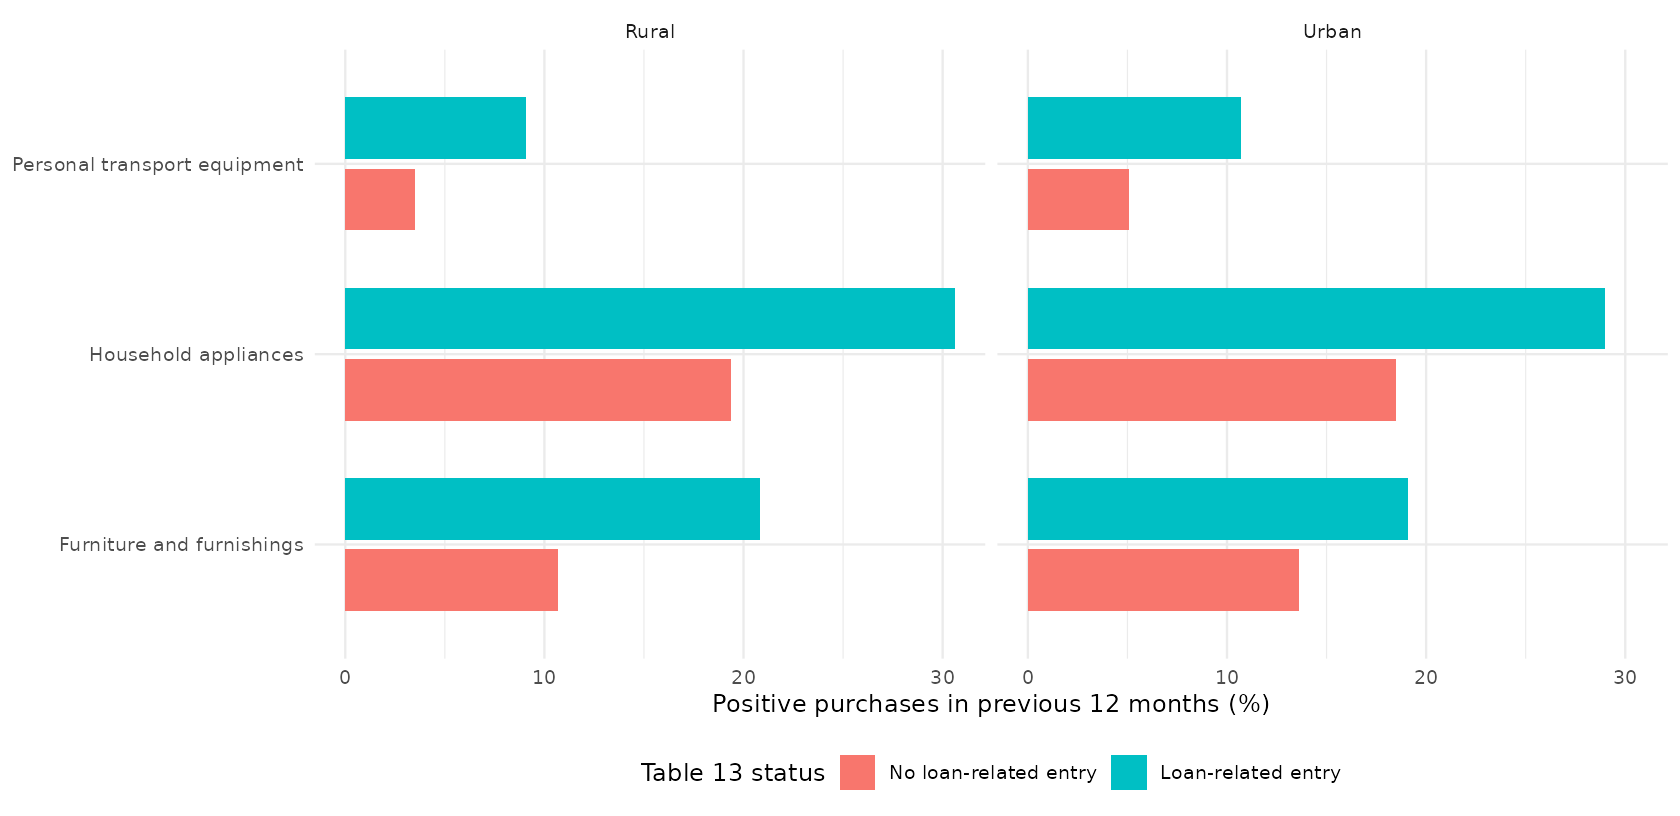 Rural
Urban
Personal transport equipment
Household appliances
Furniture and furnishings
0 10 20 30 0 10 20 30
Positive purchases in previous 12 months (%)
Table 13 status No loan-related entry Loan-related entry